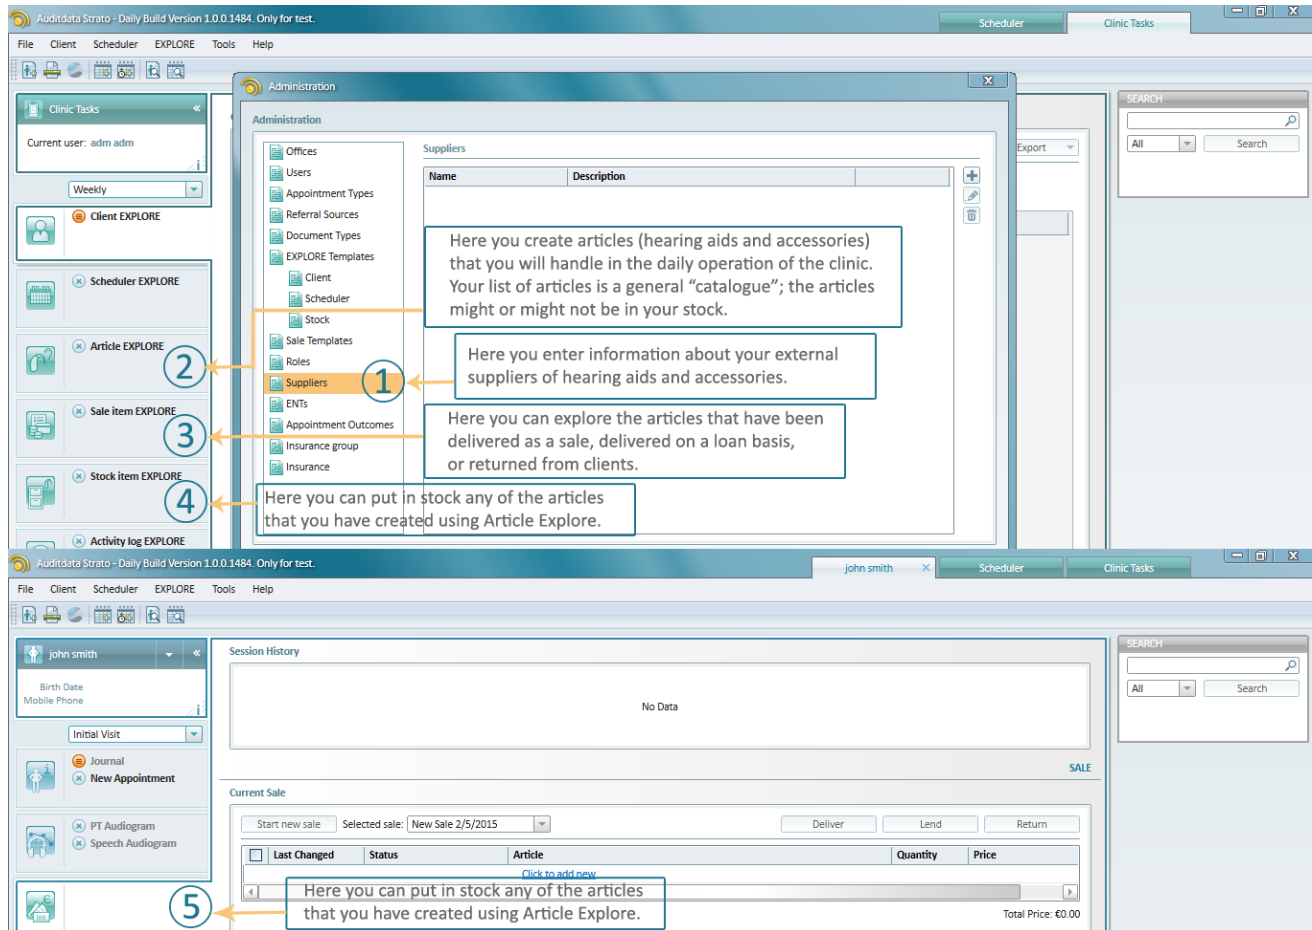 Auditdata Strato - Daily Build Version 1.0.0.1484. Only for test.
Scheduler
Clinic Tasks
File Client Scheduler EXPLORE Tools Help
Clinic Tasks
Current user: adm adm
Weekly
Client EXPLORE
Scheduler EXPLORE
Article EXPLORE
2
Sale item EXPLORE
3
Stock item EXPLORE
4
Activity log EXPLORE
Administration
Administration
Offices
Users
Appointment Types
Referral Sources
Document Types
EXPLORE Templates
Client
Scheduler
Stock
Sale Templates
Roles
Suppliers
1
ENTs
Appointment Outcomes
Insurance group
Insurance
Suppliers
Name Description
Here you create articles (hearing aids and accessories)
that you will handle in the daily operation of the clinic.
Your list of articles is a general “catalogue”; the articles
might or might not be in your stock.
Here you enter information about your external
suppliers of hearing aids and accessories.
Here you can explore the articles that have been
delivered as a sale, delivered on a loan basis,
or returned from clients.
Here you can put in stock any of the articles
that you have created using Article Explore.
Export
SEARCH
All Search
Auditdata Strato - Daily Build Version 1.0.0.1484. Only for test.
john smith
Scheduler
Clinic Tasks
File Client Scheduler EXPLORE Tools Help
john smith
Birth Date
Mobile Phone
Initial Visit
Journal
New Appointment
PT Audiogram
Speech Audiogram
5
Session History
No Data
SALE
Current Sale
Start new sale Selected sale: New Sale 2/5/2015 Deliver Lend Return
Last Changed Status Article Quantity Price
Click to add new
Here you can put in stock any of the articles
that you have created using Article Explore.
Total Price: €0.00
SEARCH
All Search